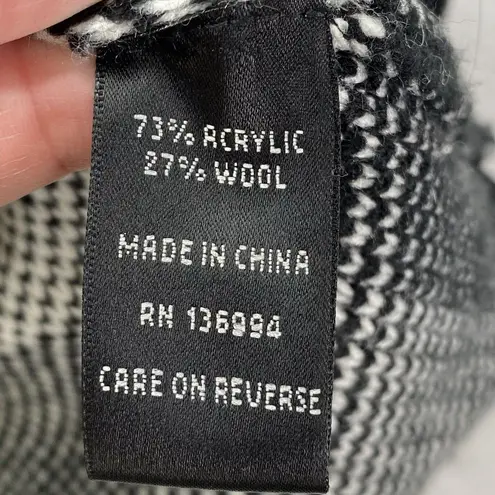 73% ACRYLIC
27% WOOL
MADE IN CHINA
RN 136994
CARE ON REVERSE